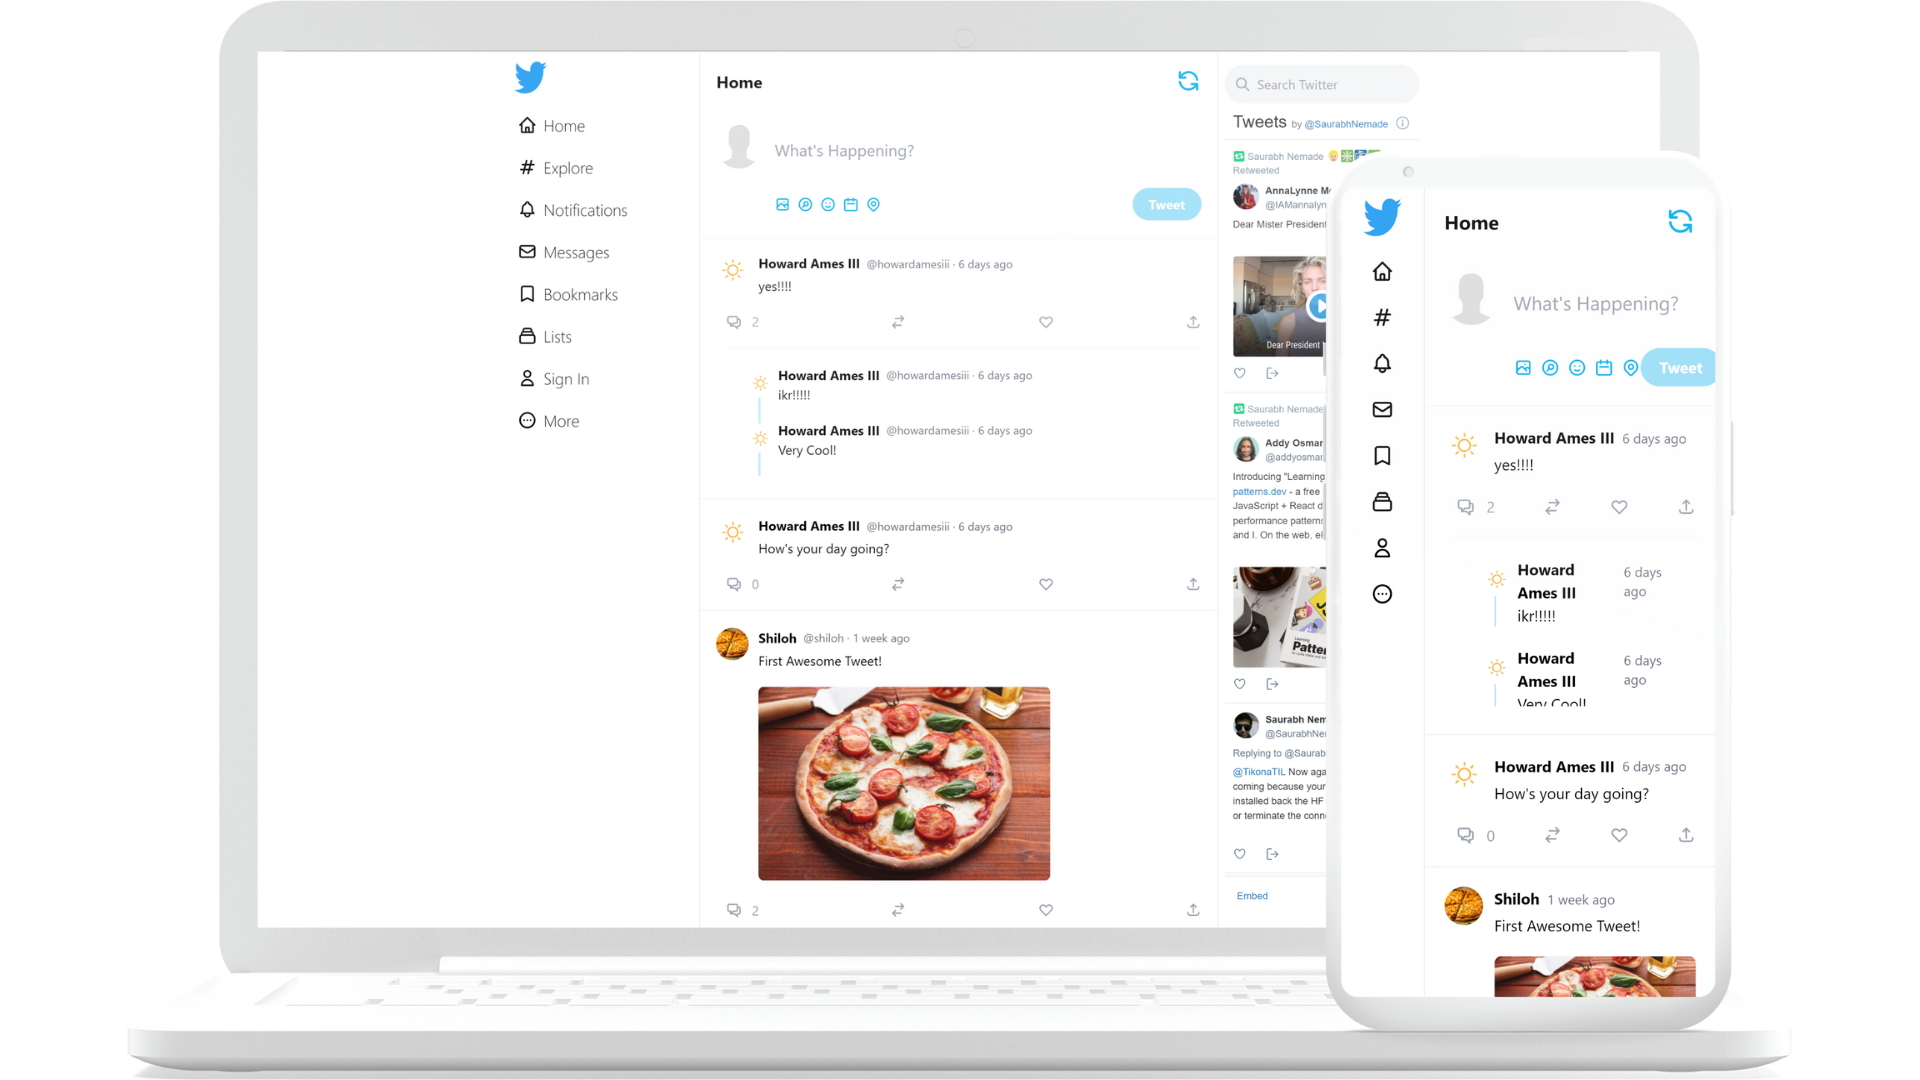 Home
Explore
Notifications
Messages
Bookmarks
Lists
Sign In
More
Home
What's Happening?
Tweet
Howard Ames III @howardamesiii · 6 days ago
yes!!!!
2
Howard Ames III @howardamesiii · 6 days ago
ikr!!!!!
Howard Ames III @howardamesiii · 6 days ago
Very Cool!
Howard Ames III @howardamesiii · 6 days ago
How's your day going?
0
Shiloh @shiloh · 1 week ago
First Awesome Tweet!
2
Search Twitter
Tweets by @SaurabhNemade
Saurabh Nemade
Retweeted
AnnaLynne
@IAMannalyn
Dear Mister President
Dear President
Saurabh Nemade
Retweeted
Addy Osmar
@addyosmar
Introducing "Learning
patterns.dev - a free
JavaScript + React d
performance pattern
and I. On the web, el
Learning
Patte
Saurabh Nem
@SaurabhNe
Replying to @Saurab
@TikonaTIL Now aga
coming because your
installed back the HF
or terminate the conn
Embed
Home
What's Happening?
Tweet
Howard Ames III 6 days ago
yes!!!!
2
Howard Ames III 6 days ago
ikr!!!!!
Howard Ames III 6 days ago
Very Cool!
Howard Ames III 6 days ago
How's your day going?
0
Shiloh 1 week ago
First Awesome Tweet!